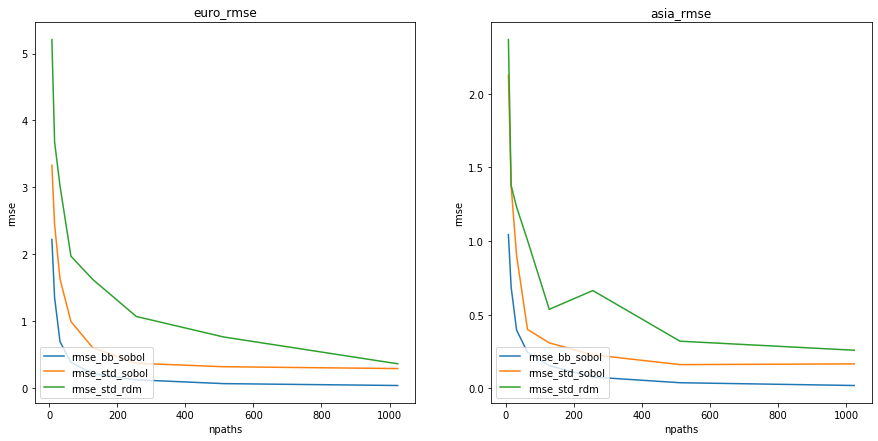 euro_rmse
rmse
5
4
3
2
1
0
0
200
400
600
800
1000
npaths
rmse_bb_sobol
rmse_std_sobol
rmse_std_rdm
asia_rmse
rmse
2.0
1.5
1.0
0.5
0.0
0
200
400
600
800
1000
npaths
rmse_bb_sobol
rmse_std_sobol
rmse_std_rdm